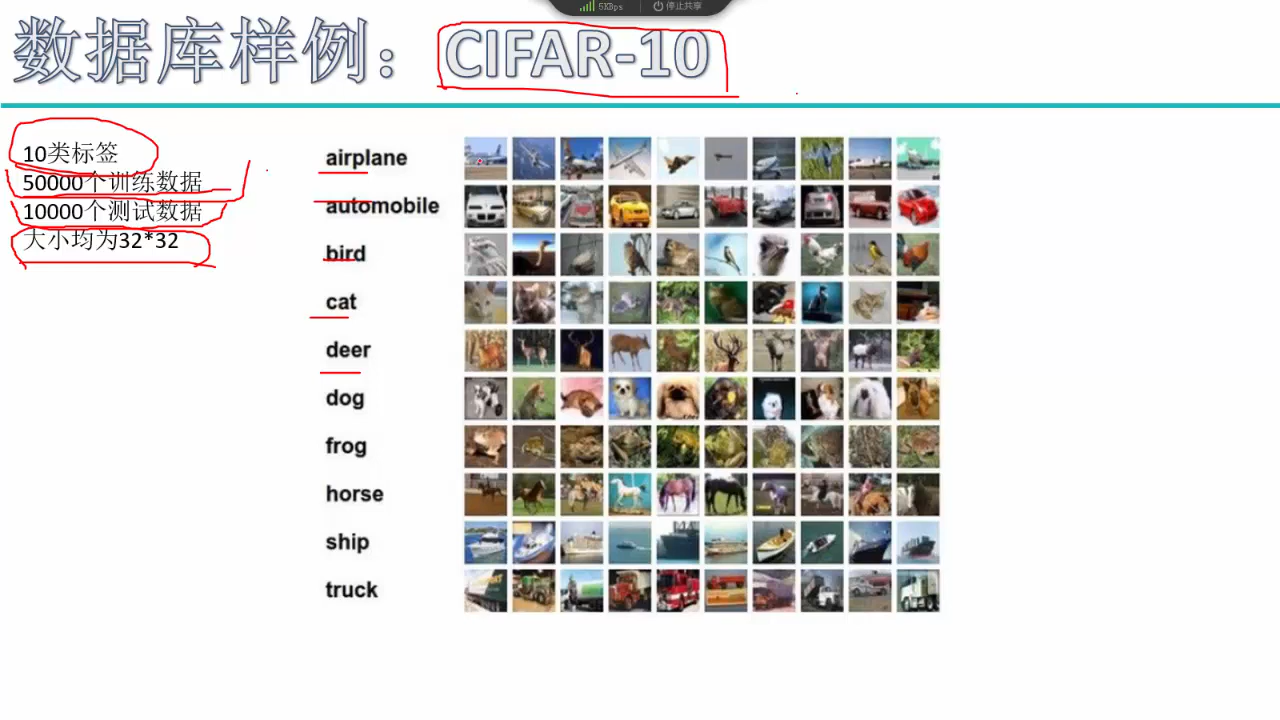 5KBps 停止共享
数据库样例：CIFAR-10
10类标签
50000个训练数据
10000个测试数据
大小均为32*32
airplane
automobile
bird
cat
deer
dog
frog
horse
ship
truck